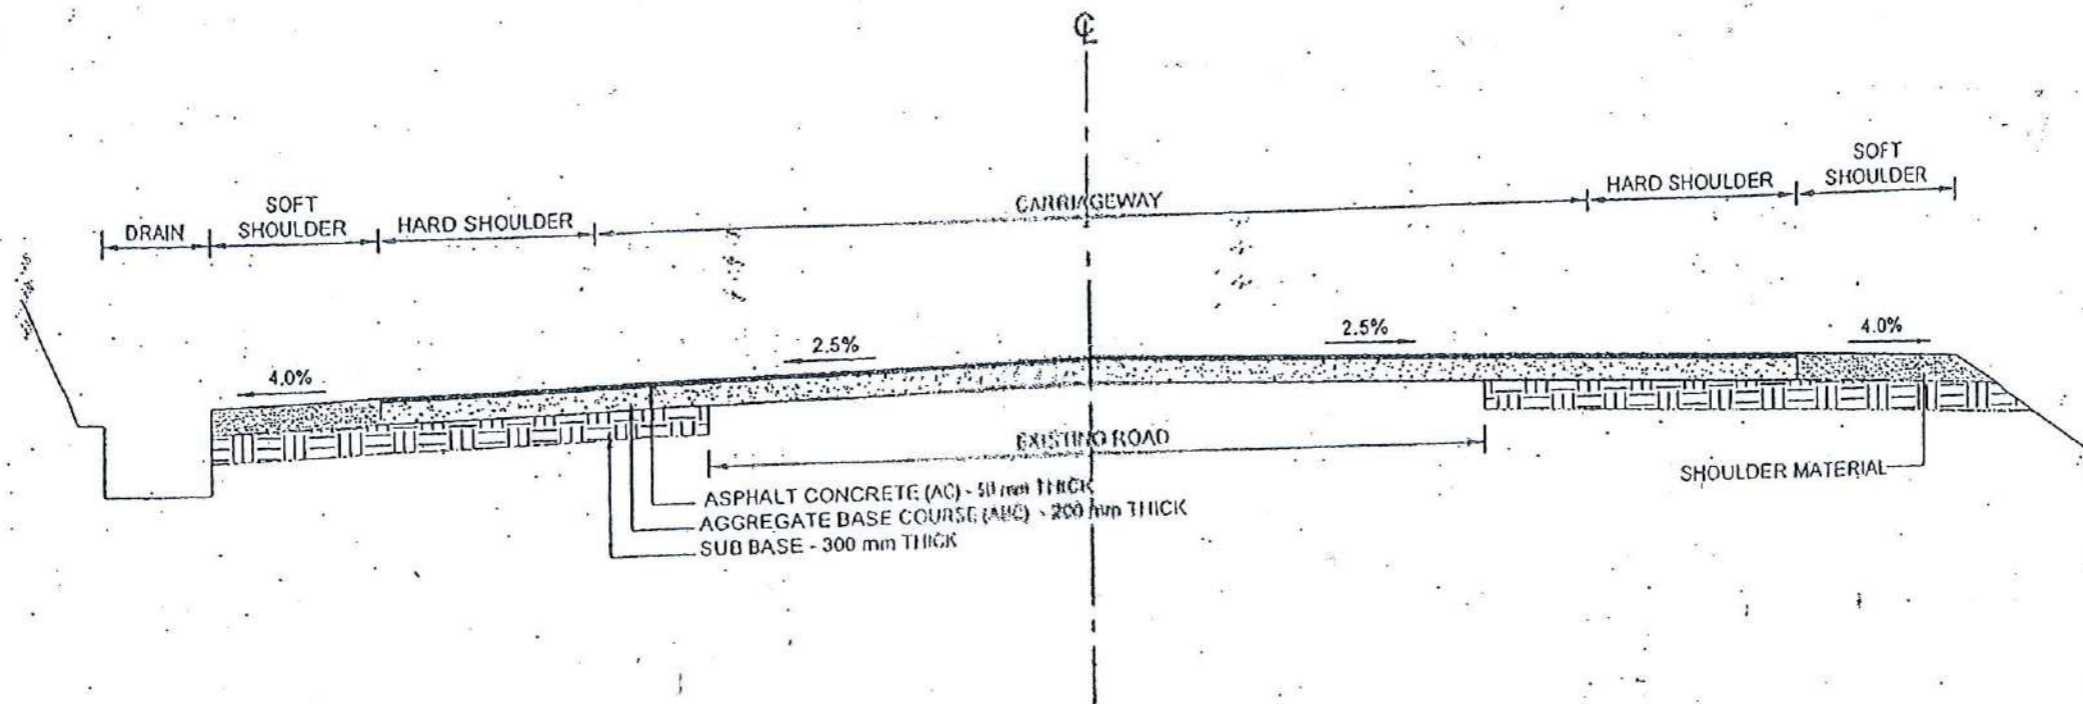 ℄
SOFT
SHOULDER
HARD SHOULDER
CARRIAGEWAY
SOFT
SHOULDER
HARD SHOULDER
DRAIN
2.5%
4.0%
2.5%
4.0%
EXISTING ROAD
SHOULDER MATERIAL
ASPHALT CONCRETE (AC) - 50 mm THICK
AGGREGATE BASE COURSE (ABC) - 200 mm THICK
SUB BASE - 300 mm THICK